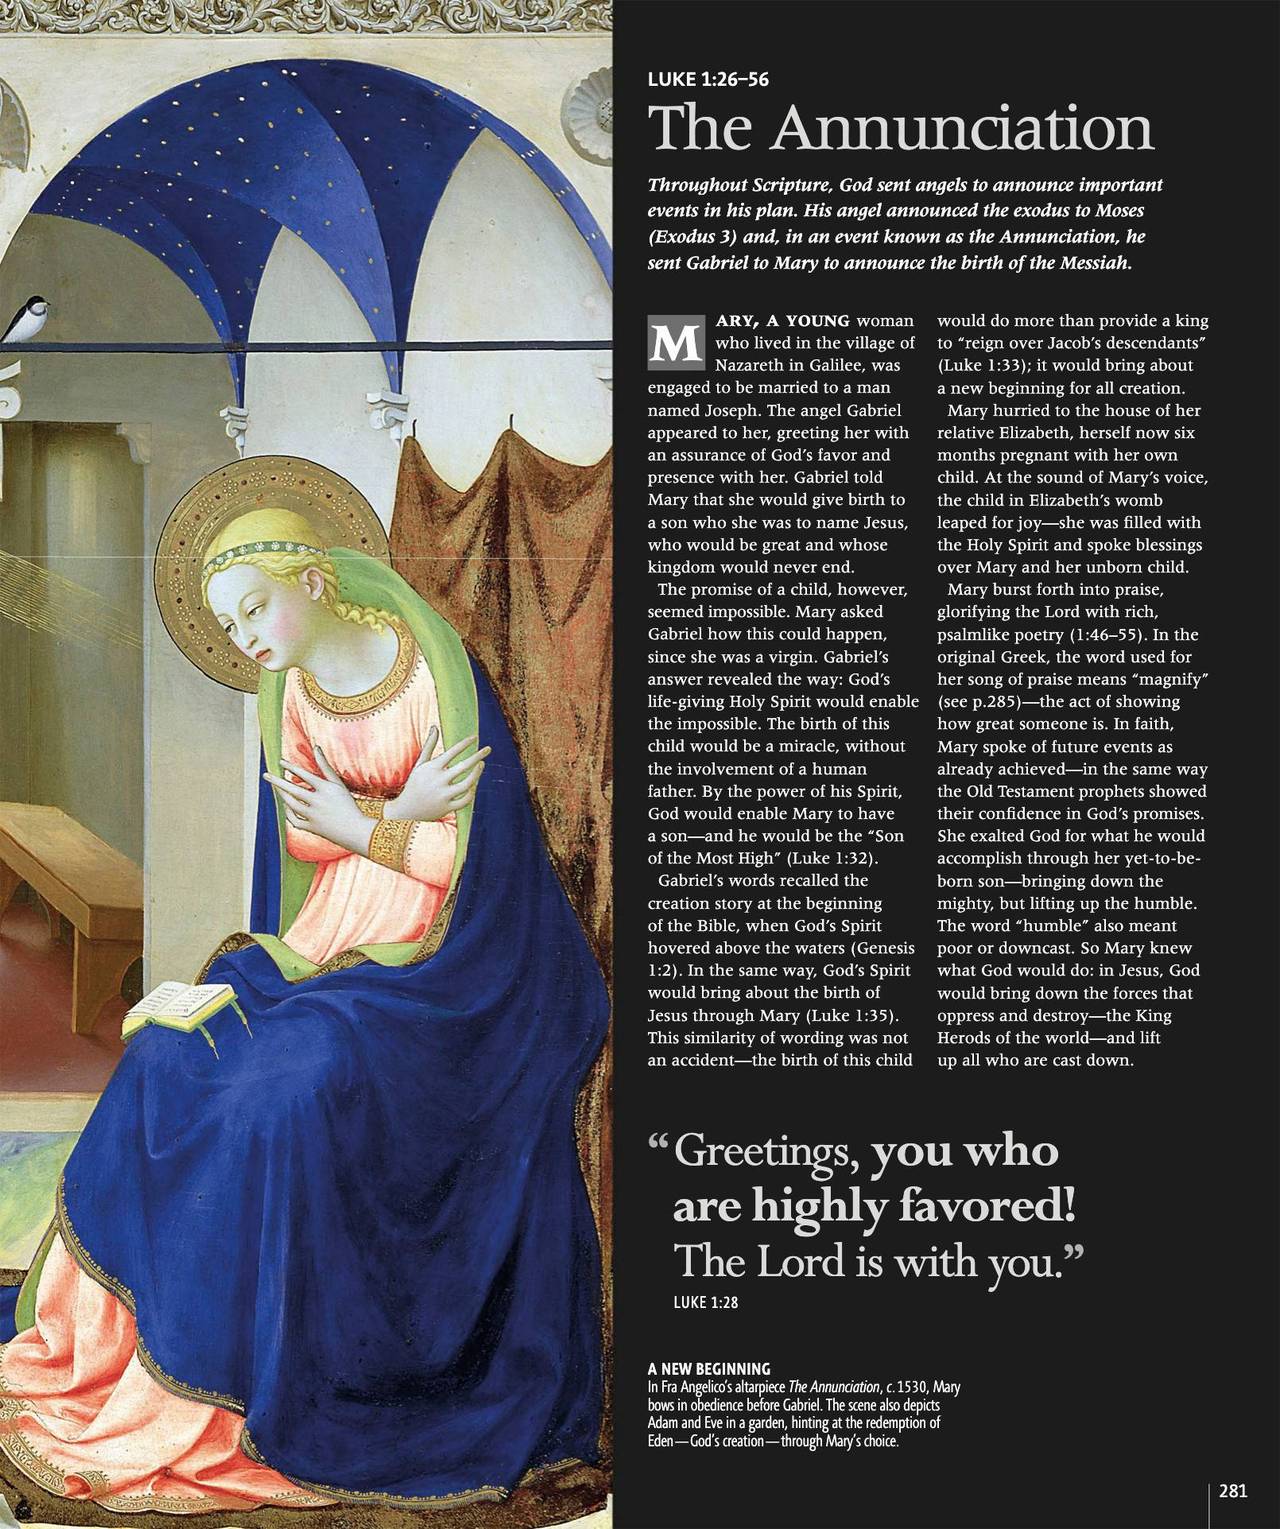 LUKE 1:26–56
The Annunciation
Throughout Scripture, God sent angels to announce important
events in his plan. His angel announced the exodus to Moses
(Exodus 3) and, in an event known as the Annunciation, he
sent Gabriel to Mary to announce the birth of the Messiah.
MARY, A YOUNG woman
who lived in the village of
Nazareth in Galilee, was
engaged to be married to a man
named Joseph. The angel Gabriel
appeared to her, greeting her with
an assurance of God’s favor and
presence with her. Gabriel told
Mary that she would give birth to
a son who she was to name Jesus,
who would be great and whose
kingdom would never end.
The promise of a child, however,
seemed impossible. Mary asked
Gabriel how this could happen,
since she was a virgin. Gabriel’s
answer revealed the way: God’s
life-giving Holy Spirit would enable
the impossible. The birth of this
child would be a miracle, without
the involvement of a human
father. By the power of his Spirit,
God would enable Mary to have
a son—and he would be the “Son
of the Most High” (Luke 1:32).
Gabriel’s words recalled the
creation story at the beginning
of the Bible, when God’s Spirit
hovered above the waters (Genesis
1:2). In the same way, God’s Spirit
would bring about the birth of
Jesus through Mary (Luke 1:35).
This similarity of wording was not
an accident—the birth of this child
would do more than provide a king
to “reign over Jacob’s descendants”
(Luke 1:33); it would bring about
a new beginning for all creation.
Mary hurried to the house of her
relative Elizabeth, herself now six
months pregnant with her own
child. At the sound of Mary’s voice,
the child in Elizabeth’s womb
leaped for joy—she was filled with
the Holy Spirit and spoke blessings
over Mary and her unborn child.
Mary burst forth into praise,
glorifying the Lord with rich,
psalmlike poetry (1:46–55). In the
original Greek, the word used for
her song of praise means “magnify”
(see p.285)—the act of showing
how great someone is. In faith,
Mary spoke of future events as
already achieved—in the same way
the Old Testament prophets showed
their confidence in God’s promises.
She exalted God for what he would
accomplish through her yet-to-be-
born son—bringing down the
mighty, but lifting up the humble.
The word “humble” also meant
poor or downcast. So Mary knew
what God would do: in Jesus, God
would bring down the forces that
oppress and destroy—the King
Herods of the world—and lift
up all who are cast down.
“Greetings, you who
are highly favored!
The Lord is with you.”
LUKE 1:28
A NEW BEGINNING
In Fra Angelico’s altarpiece The Annunciation, c.1530, Mary
bows in obedience before Gabriel. The scene also depicts
Adam and Eve in a garden, hinting at the redemption of
Eden—God’s creation—through Mary’s choice.
281